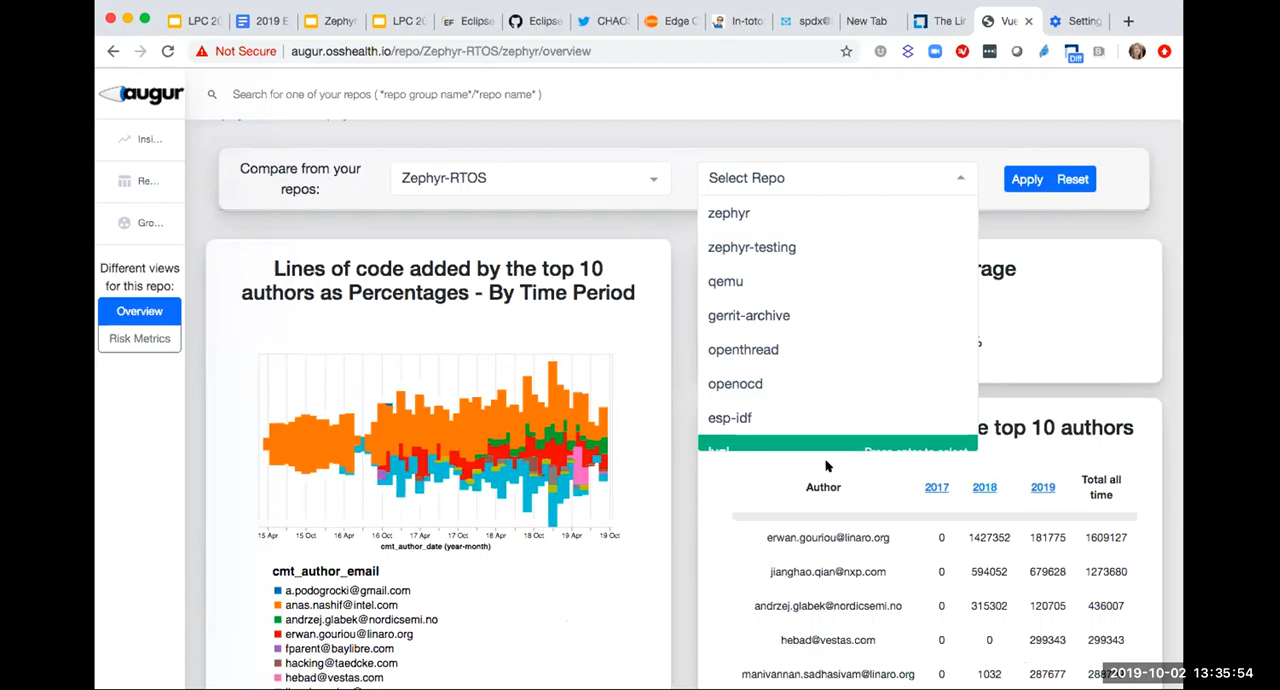 LPC 20
2019 E
Zephy
LPC 20
Eclipse
Eclipse
CHAOS
Edge C
In-toto
spdx@
New Tab
The Lin
Vue
Setting
Not Secure
augur.osshealth.io/repo/Zephyr-RTOS/zephyr/overview
Diff
augur
Search for one of your repos ( *repo group name*/*repo name* )
Insi...
Re...
Gro...
Different views
for this repo:
Overview
Risk Metrics
Compare from your
repos:
Zephyr-RTOS
Select Repo
Apply
Reset
zephyr
zephyr-testing
qemu
gerrit-archive
openthread
openocd
esp-idf
Lines of code added by the top 10
authors as Percentages - By Time Period
15 Apr 15 Oct 16 Apr 16 Oct 17 Apr 17 Oct 18 Apr 18 Oct 19 Apr 19 Oct
cmt_author_date (year-month)
cmt_author_email
a.podogrocki@gmail.com
anas.nashif@intel.com
andrzej.glabek@nordicsemi.no
erwan.gouriou@linaro.org
fparent@baylibre.com
hacking@taedcke.com
hebad@vestas.com
rage
%
e top 10 authors
Author 2017 2018 2019 Total all
time
erwan.gouriou@linaro.org 0 1427352 181775 1609127
jianghao.qian@nxp.com 0 594052 679628 1273680
andrzej.glabek@nordicsemi.no 0 315302 120705 436007
hebad@vestas.com 0 0 299343 299343
manivannan.sadhasivam@linaro.org 0 1032 287677
2019-10-02 13:35:54